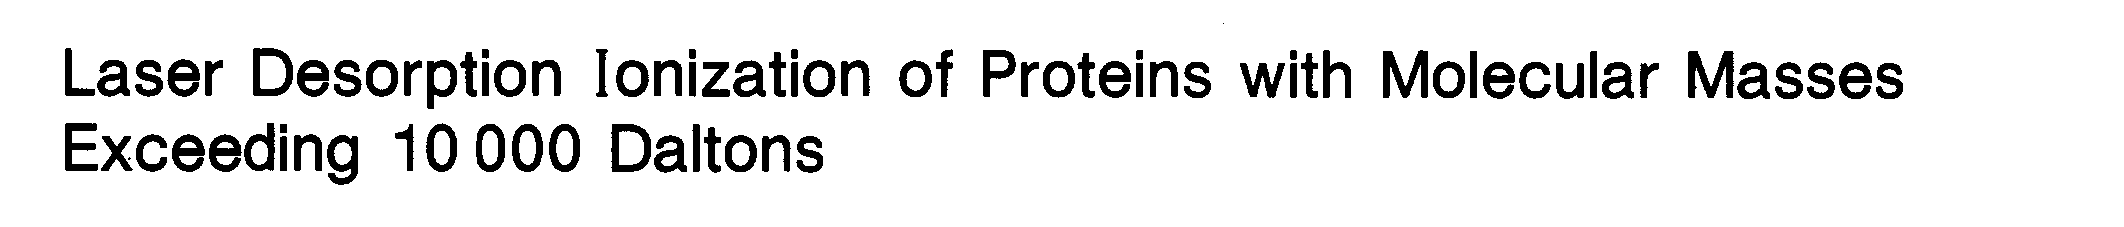 Laser Desorption Ionization of Proteins with Molecular Masses
Exceeding 10 000 Daltons